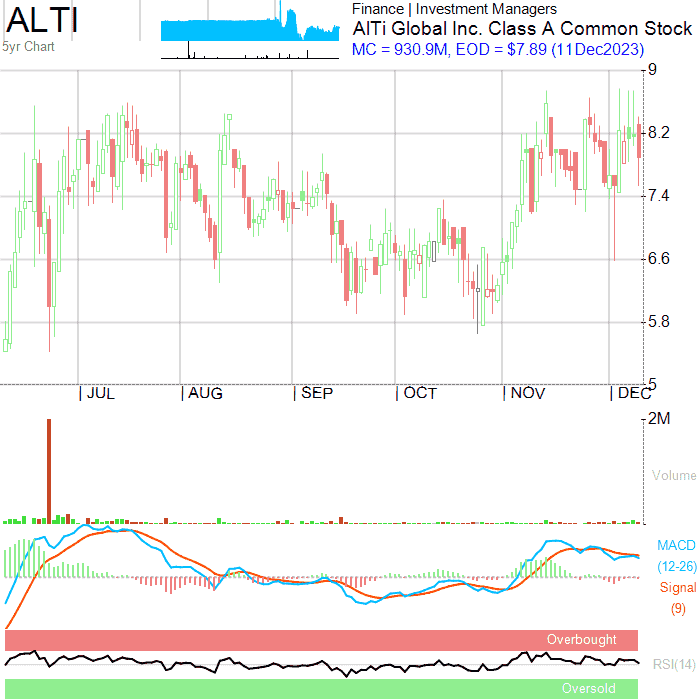 ALTI
5yr Chart
Finance | Investment Managers
AlTi Global Inc. Class A Common Stock
MC = 930.9M, EOD = $7.89 (11Dec2023)
9
8.2
7.4
6.6
5.8
5
| JUL | AUG | SEP | OCT | NOV | DEC
2M
Volume
MACD
(12-26)
Signal
(9)
Overbought
RSI(14)
Oversold